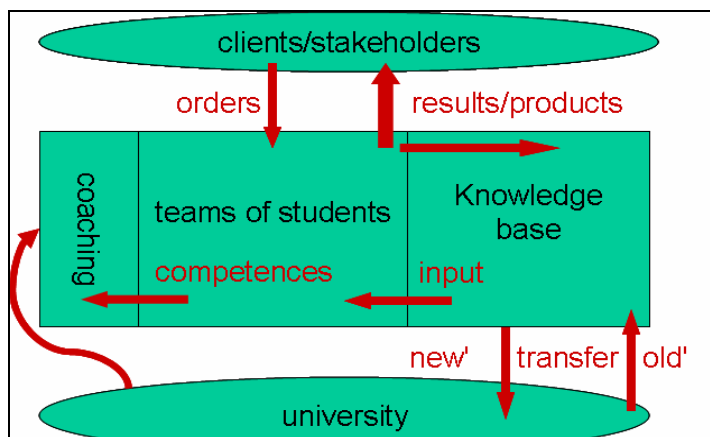 clients/stakeholders
orders
results/products
coaching
teams of students
Knowledge
base
competences
input
new'
transfer
old'
university